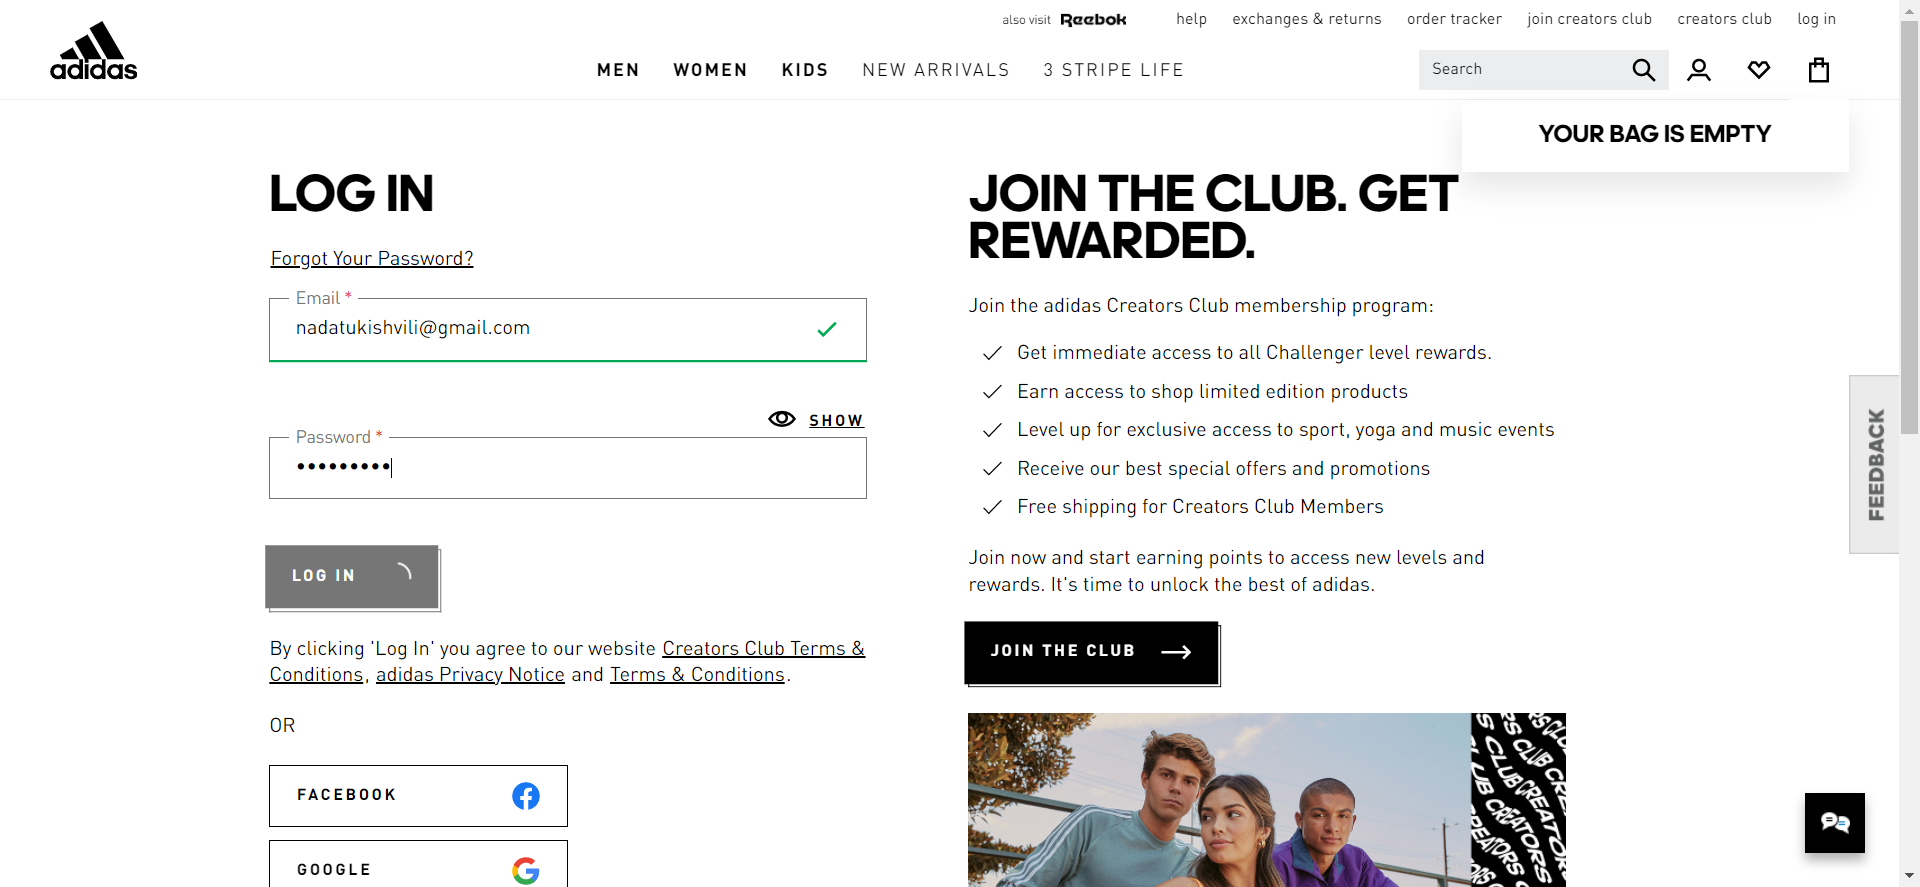 also visit Reebok help exchanges & returns order tracker join creators club creators club log in
adidas
MEN WOMEN KIDS NEW ARRIVALS 3 STRIPE LIFE
Search
YOUR BAG IS EMPTY
LOG IN
Forgot Your Password?
Email *
nadatukishvili@gmail.com
SHOW
Password *
•••••••••
LOG IN
By clicking 'Log In' you agree to our website Creators Club Terms &
Conditions, adidas Privacy Notice and Terms & Conditions.
OR
FACEBOOK
GOOGLE
JOIN THE CLUB. GET
REWARDED.
Join the adidas Creators Club membership program:
Get immediate access to all Challenger level rewards.
Earn access to shop limited edition products
Level up for exclusive access to sport, yoga and music events
Receive our best special offers and promotions
Free shipping for Creators Club Members
Join now and start earning points to access new levels and
rewards. It's time to unlock the best of adidas.
JOIN THE CLUB
FEEDBACK